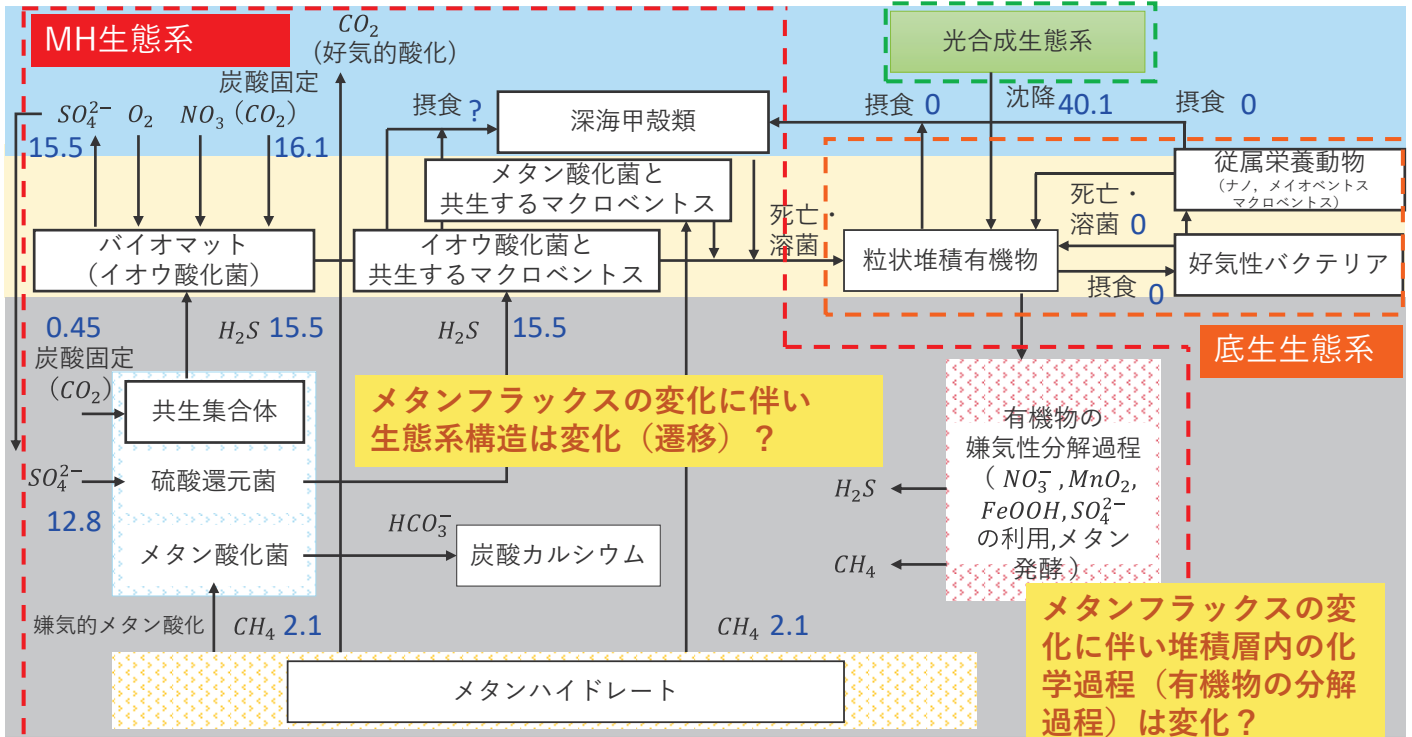 MH生態系
CO₂
(好気的酸化)
光合成生態系
炭酸固定
SO₄²⁻ O₂ NO₃ (CO₂)
15.5
16.1
摂食 ?
深海甲殻類
摂食 0
沈降 40.1
摂食 0
メタン酸化菌と
共生するマクロベントス
従属栄養動物
(ナノ，メイオベントス
マクロベントス)
死亡・
溶菌
死亡・
溶菌 0
バイオマット
(イオウ酸化菌)
イオウ酸化菌と
共生するマクロベントス
粒状堆積有機物
好気性バクテリア
摂食 0
0.45
炭酸固定
(CO₂)
H₂S 15.5
H₂S 15.5
底生生態系
共生集合体
メタンフラックスの変化に伴い
生態系構造は変化（遷移）？
SO₄²⁻
12.8
硫酸還元菌
メタン酸化菌
HCO₃⁻
炭酸カルシウム
有機物の
嫌気性分解過程
( NO₃⁻ , MnO₂,
FeOOH, SO₄²⁻
の利用,メタン
発酵 )
H₂S
CH₄
嫌気的メタン酸化
CH₄ 2.1
CH₄ 2.1
メタンフラックスの変
化に伴い堆積層内の化
学過程（有機物の分解
過程）は変化？
メタンハイドレート